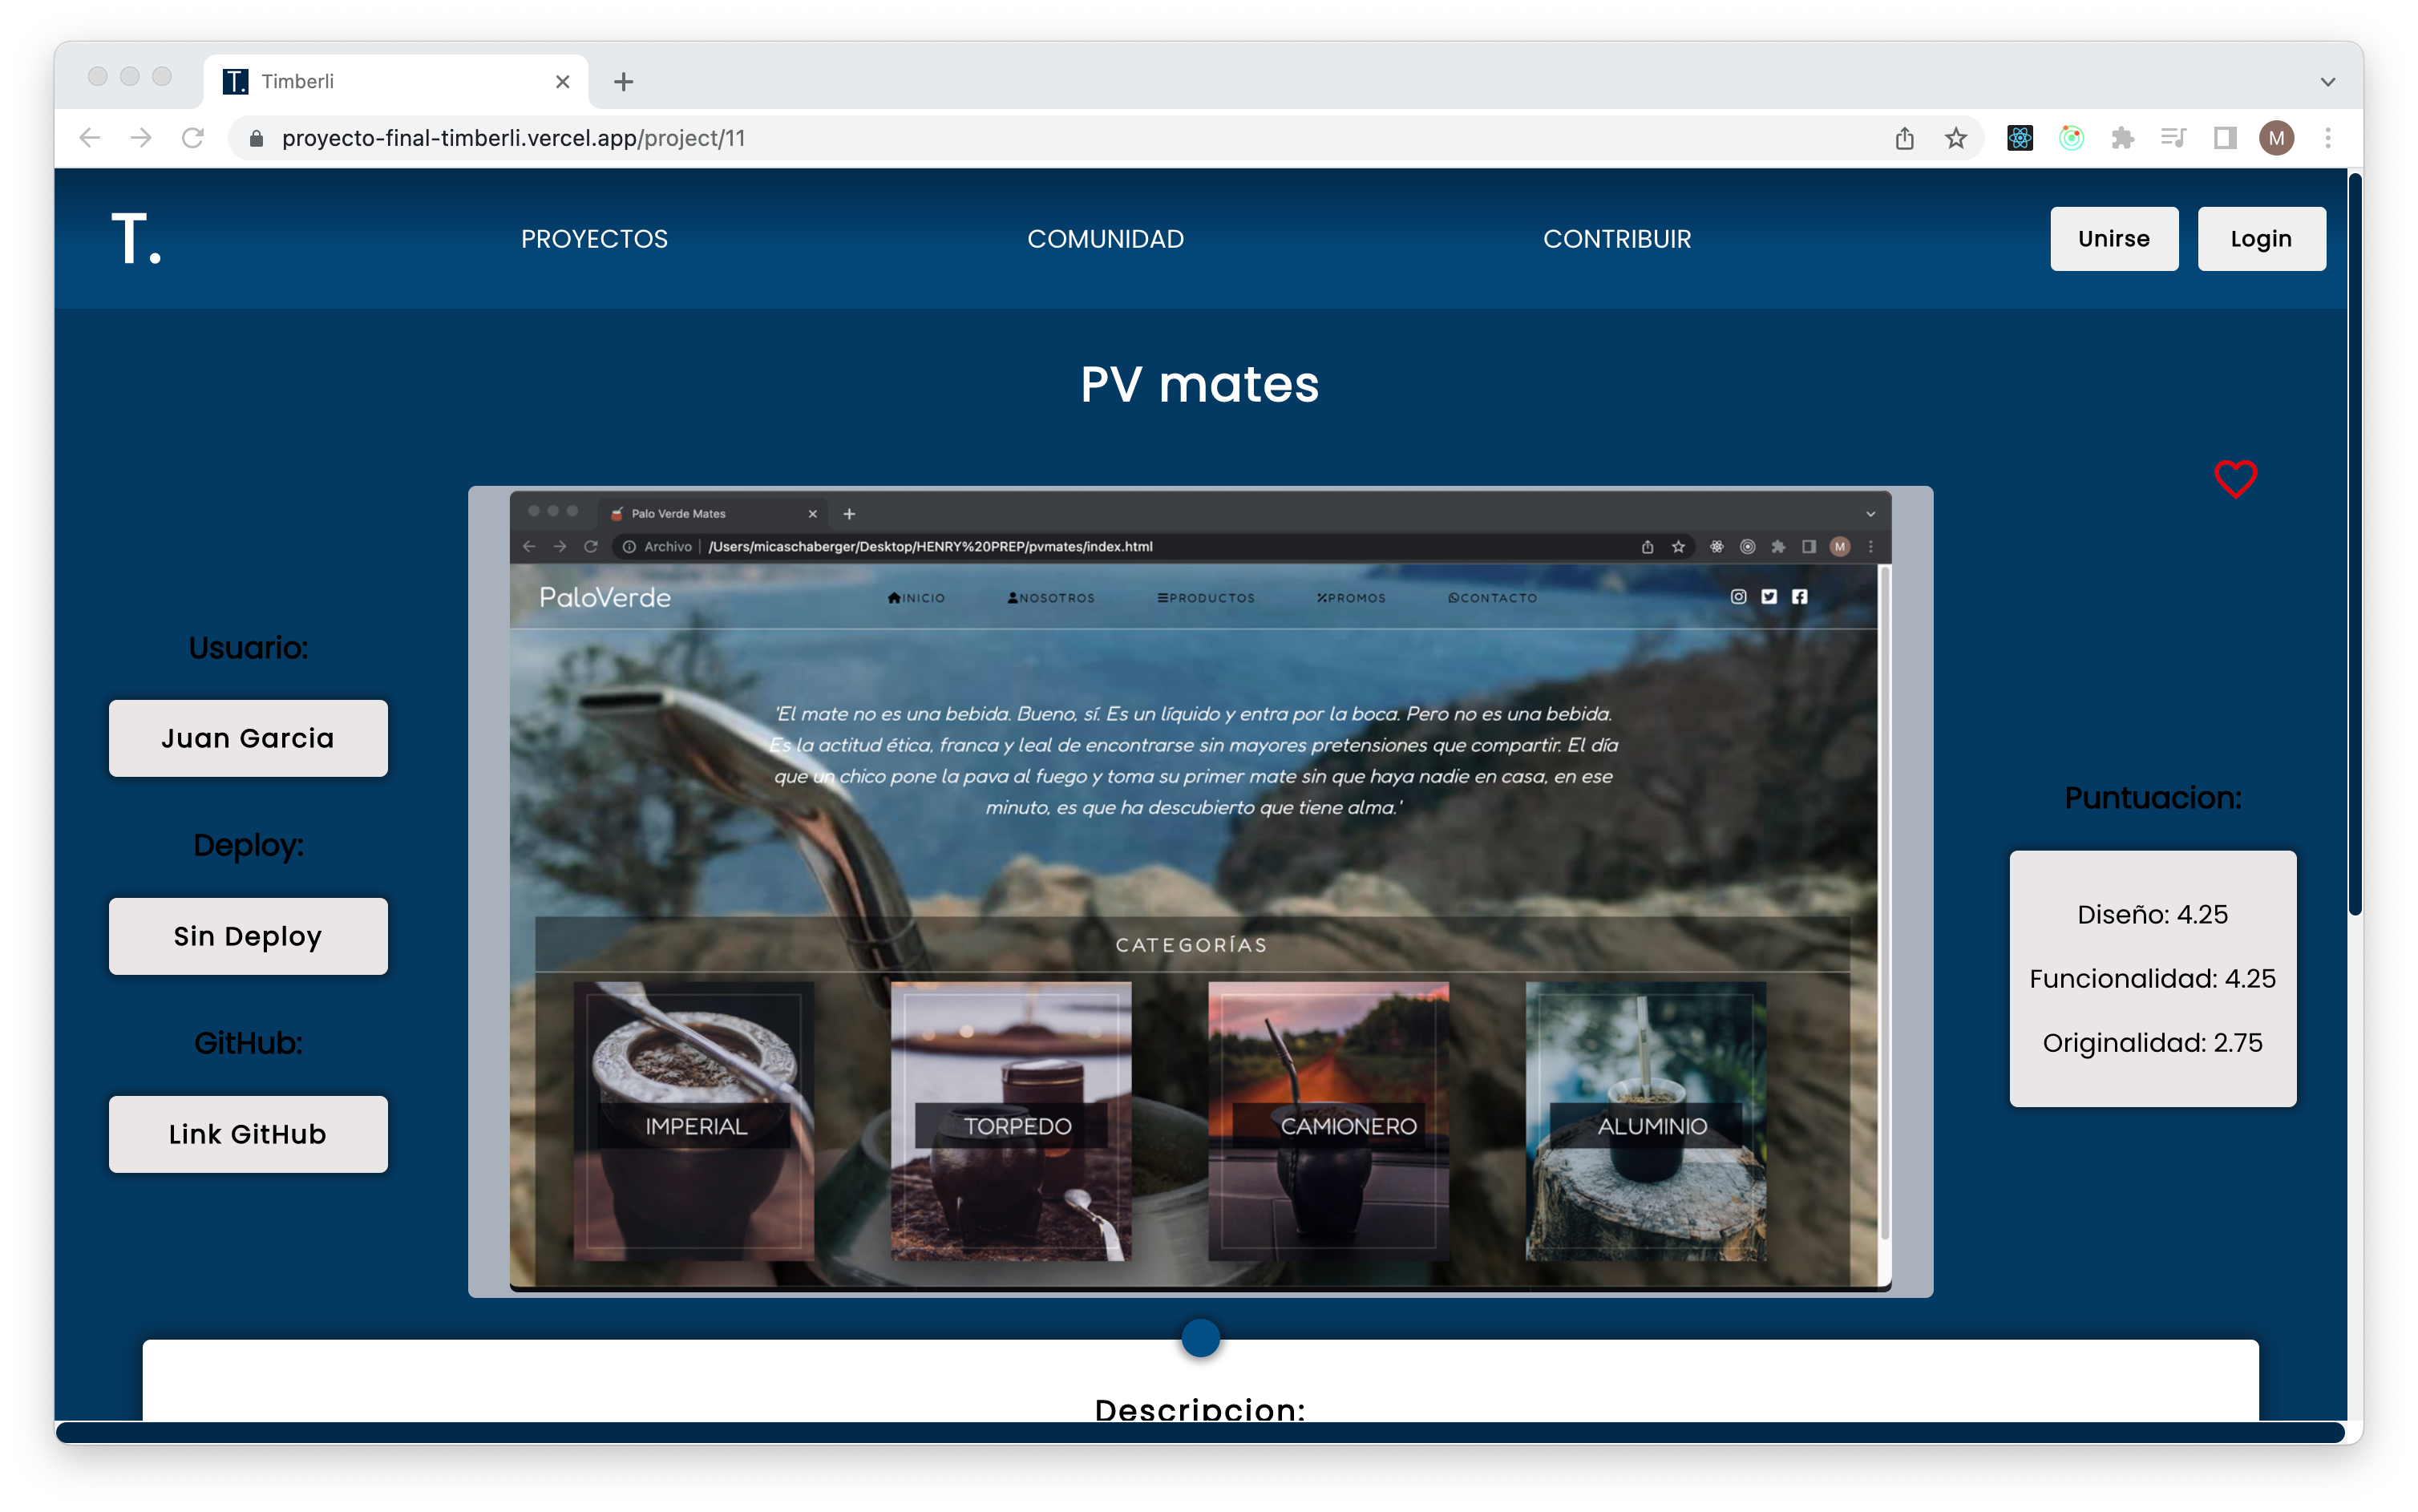 T. Timberli
proyecto-final-timberli.vercel.app/project/11
M
T.
PROYECTOS
COMUNIDAD
CONTRIBUIR
Unirse
Login
PV mates
Usuario:
Juan Garcia
Deploy:
Sin Deploy
GitHub:
Link GitHub
Palo Verde Mates
Archivo | /Users/micaschaberger/Desktop/HENRY%20PREP/pvmates/index.html
M
PaloVerde
INICIO
NOSOTROS
PRODUCTOS
PROMOS
CONTACTO
'El mate no es una bebida. Bueno, sí. Es un líquido y entra por la boca. Pero no es una bebida.
Es la actitud ética, franca y leal de encontrarse sin mayores pretensiones que compartir. El día
que un chico pone la pava al fuego y toma su primer mate sin que haya nadie en casa, en ese
minuto, es que ha descubierto que tiene alma.'
CATEGORÍAS
IMPERIAL
TORPEDO
CAMIONERO
ALUMINIO
Puntuacion:
Diseño: 4.25
Funcionalidad: 4.25
Originalidad: 2.75
Descripcion: